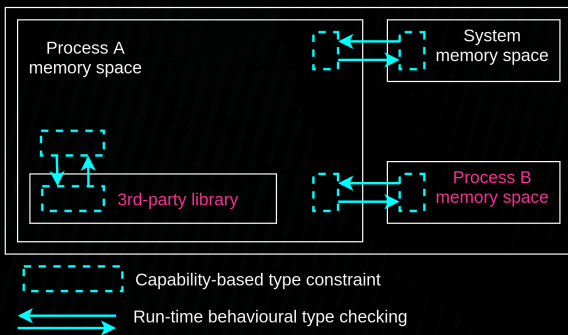 Process A
memory space
System
memory space
3rd-party library
Process B
memory space
Capability-based type constraint
Run-time behavioural type checking